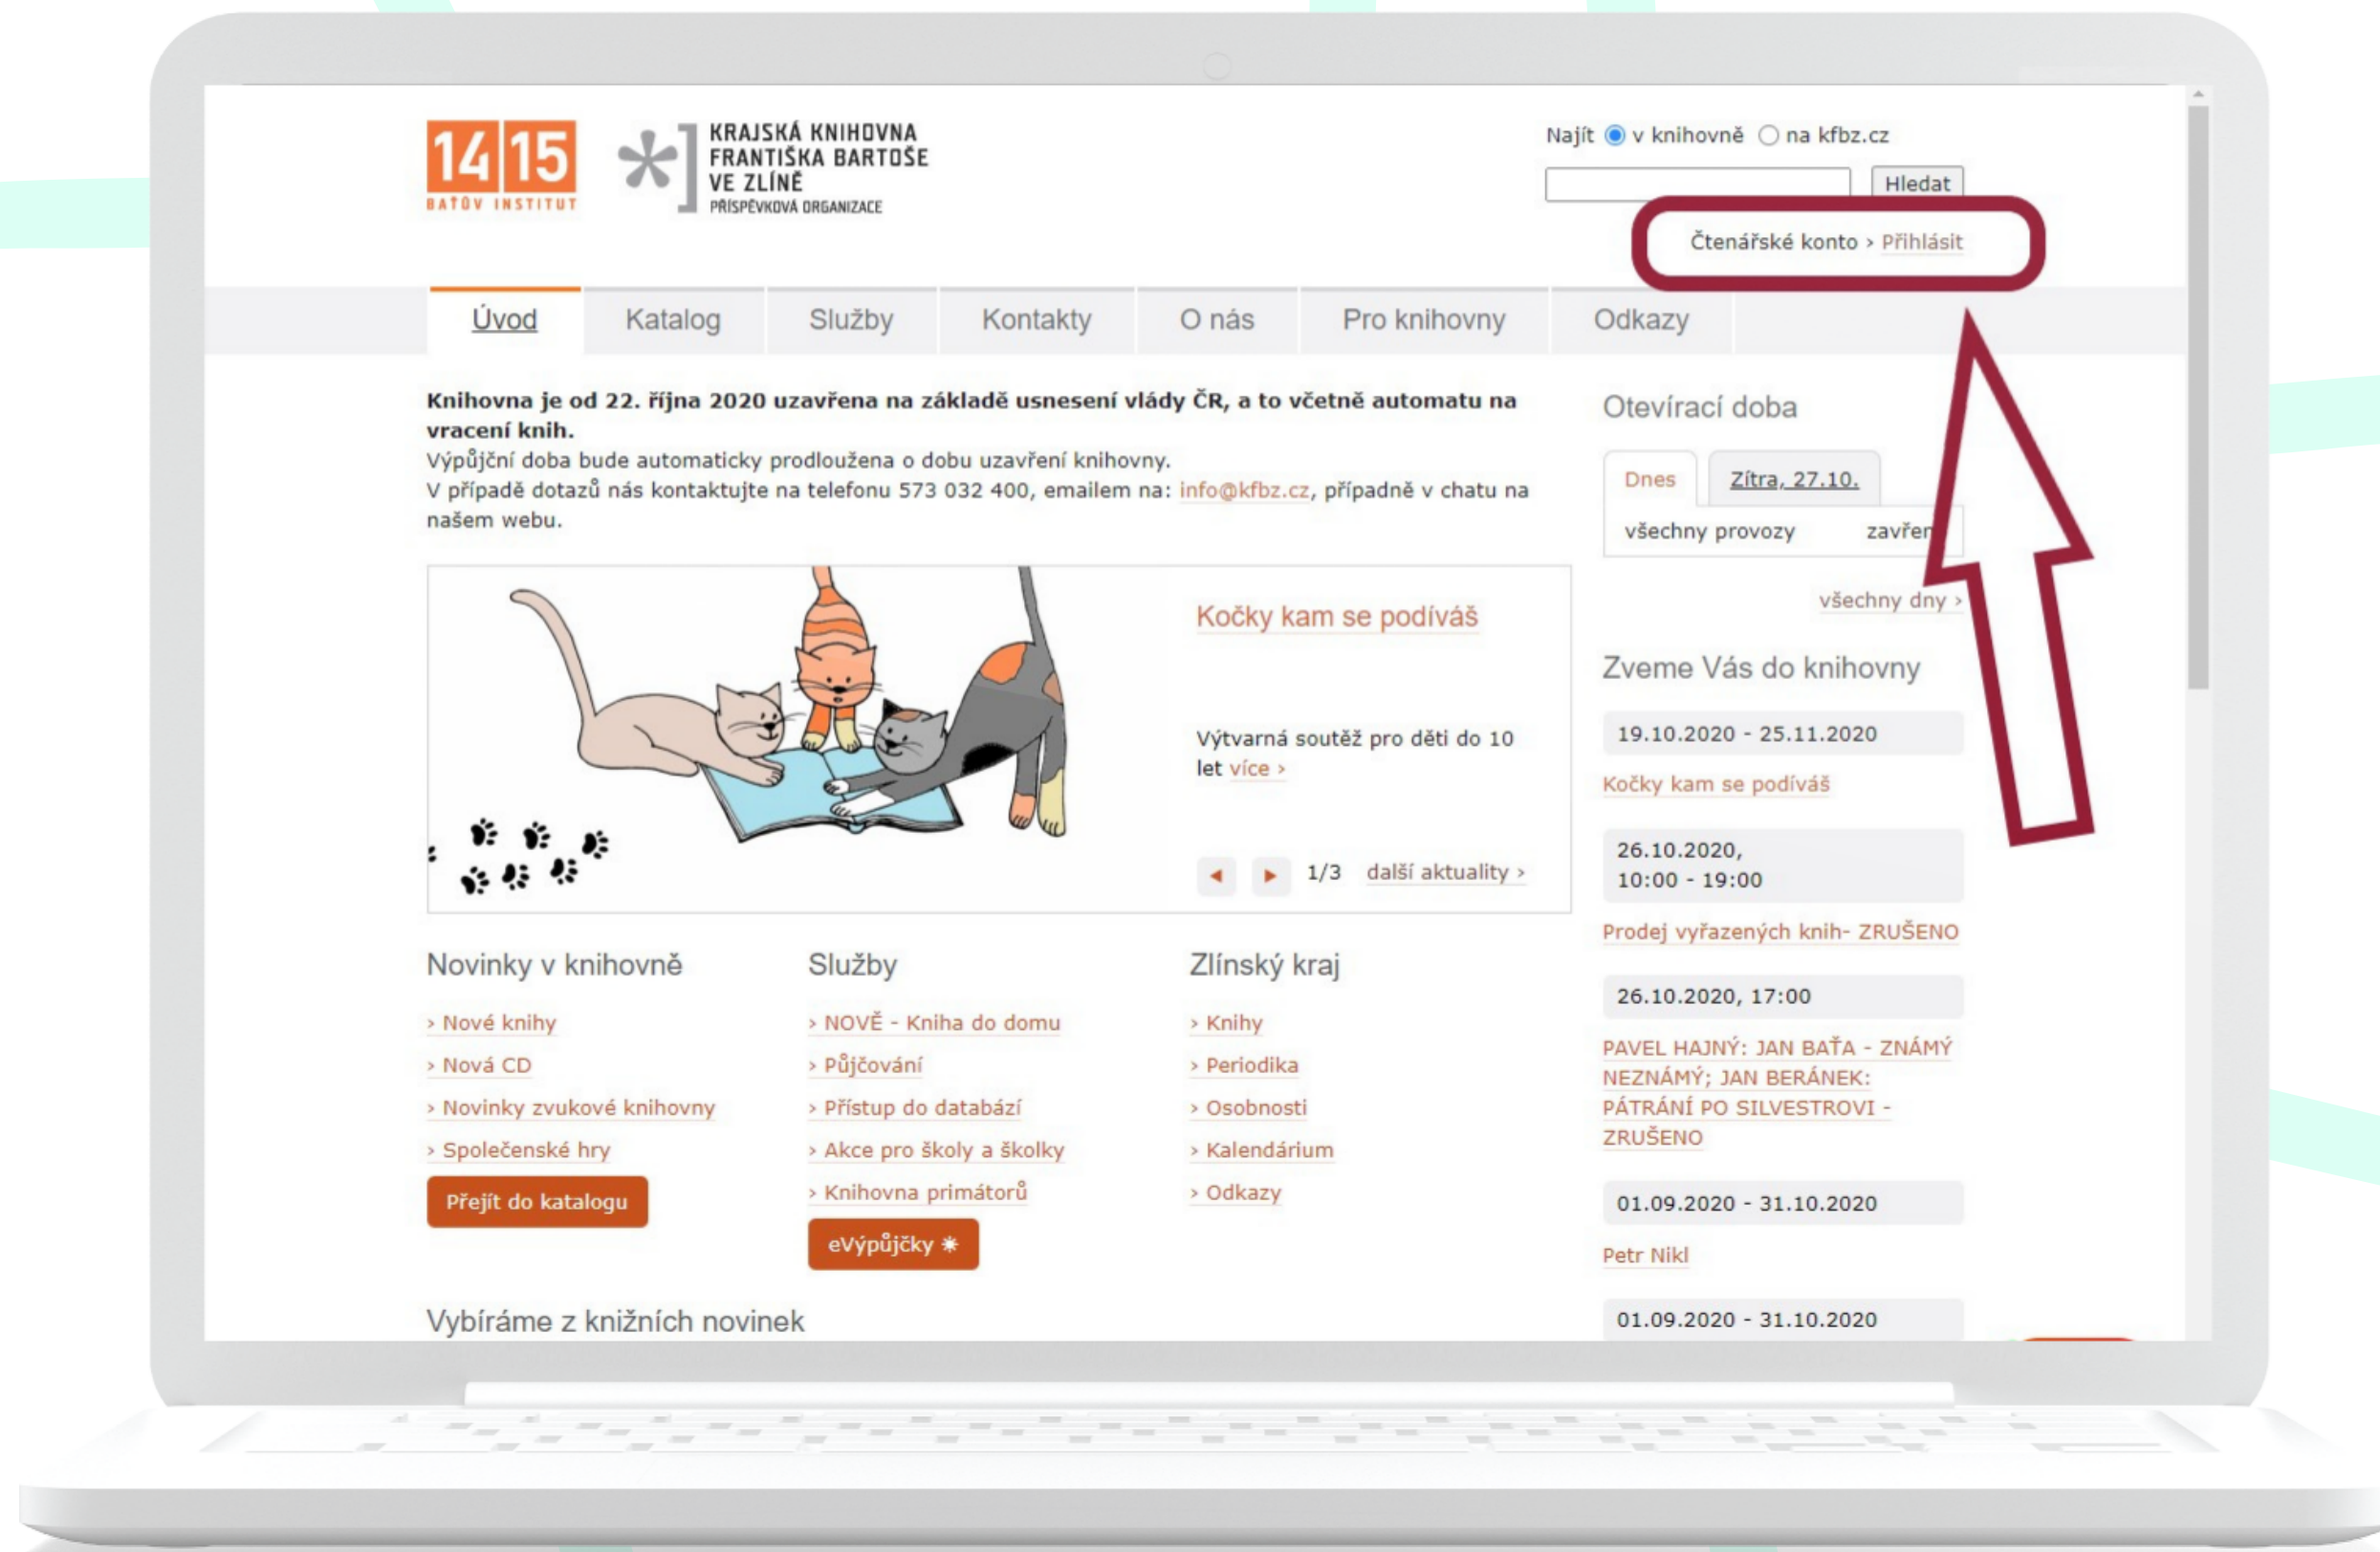 14 15
BAŤŮV INSTITUT
KRAJSKÁ KNIHOVNA
FRANTIŠKA BARTOŠE
VE ZLÍNĚ
PŘÍSPĚVKOVÁ ORGANIZACE
Najít v knihovně na kfbz.cz
Hledat
Čtenářské konto › Přihlásit
Úvod Katalog Služby Kontakty O nás Pro knihovny Odkazy
Knihovna je od 22. října 2020 uzavřena na základě usnesení vlády ČR, a to včetně automatu na
vracení knih.
Výpůjční doba bude automaticky prodloužena o dobu uzavření knihovny.
V případě dotazů nás kontaktujte na telefonu 573 032 400, emailem na: info@kfbz.cz, případně v chatu na
našem webu.
Kočky kam se podíváš
Výtvarná soutěž pro děti do 10
let více ›
1/3 další aktuality ›
Novinky v knihovně
› Nové knihy
› Nová CD
› Novinky zvukové knihovny
› Společenské hry
Přejít do katalogu
Služby
› NOVĚ - Kniha do domu
› Půjčování
› Přístup do databází
› Akce pro školy a školky
› Knihovna primátorů
eVýpůjčky
Zlínský kraj
› Knihy
› Periodika
› Osobnosti
› Kalendárium
› Odkazy
Vybíráme z knižních novinek
Otevírací doba
Dnes Zítra, 27.10.
všechny provozy
všechny dny ›
Zveme Vás do knihovny
19.10.2020 - 25.11.2020
Kočky kam se podíváš
26.10.2020,
10:00 - 19:00
Prodej vyřazených knih- ZRUŠENO
26.10.2020, 17:00
PAVEL HAJNÝ: JAN BAŤA - ZNÁMÝ
NEZNÁMÝ; JAN BERÁNEK:
PÁTRÁNÍ PO SILVESTROVI -
ZRUŠENO
01.09.2020 - 31.10.2020
Petr Nikl
01.09.2020 - 31.10.2020